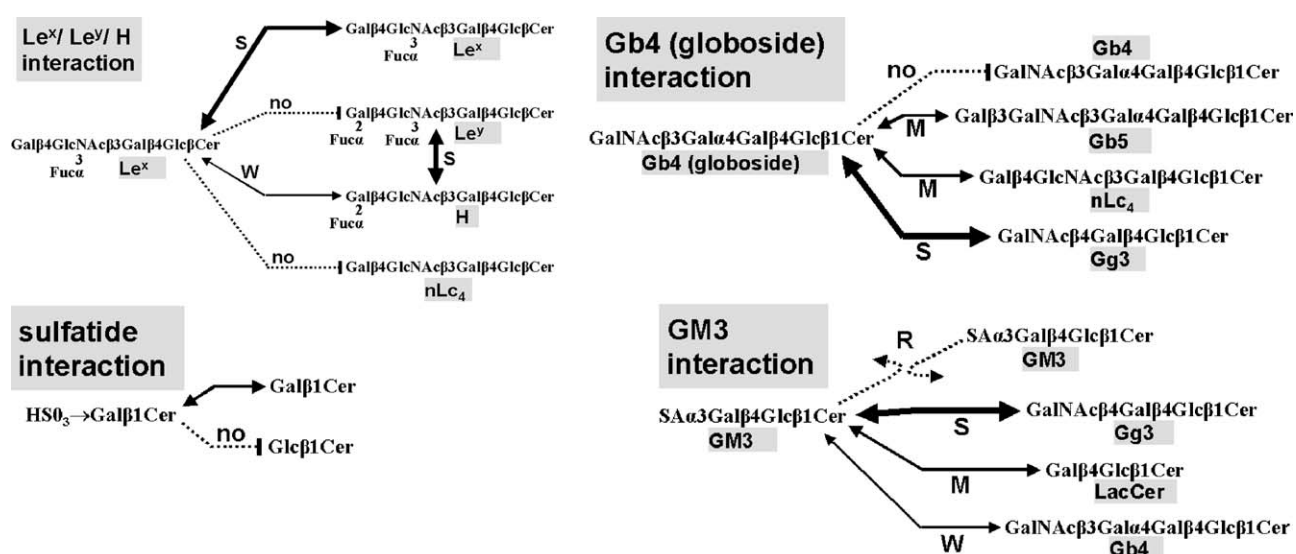 Leˣ/ Leʸ/ H
interaction
S
Galβ4GlcNAcβ3Galβ4GlcβCer
3
Fucα
Leˣ
no
Galβ4GlcNAcβ3Galβ4GlcβCer
2 3
Fucα Fucα
Leʸ
Galβ4GlcNAcβ3Galβ4GlcβCer
3
Fucα
Leˣ
S
W
Galβ4GlcNAcβ3Galβ4GlcβCer
2
Fucα
H
no
Galβ4GlcNAcβ3Galβ4GlcβCer
nLc₄
Gb4 (globoside)
interaction
Gb4
no
GalNAcβ3Galα4Galβ4Glcβ1Cer
GalNAcβ3Galα4Galβ4Glcβ1Cer
Gb4 (globoside)
M
Galβ3GalNAcβ3Galα4Galβ4Glcβ1Cer
Gb5
M
Galβ4GlcNAcβ3Galβ4Glcβ1Cer
nLc₄
S
GalNAcβ4Galβ4Glcβ1Cer
Gg3
sulfatide
interaction
Galβ1Cer
HS0₃→Galβ1Cer
no
Glcβ1Cer
GM3
interaction
R
SAα3Galβ4Glcβ1Cer
GM3
SAα3Galβ4Glcβ1Cer
GM3
S
GalNAcβ4Galβ4Glcβ1Cer
Gg3
M
Galβ4Glcβ1Cer
LacCer
W
GalNAcβ3Galα4Galβ4Glcβ1Cer
Gb4